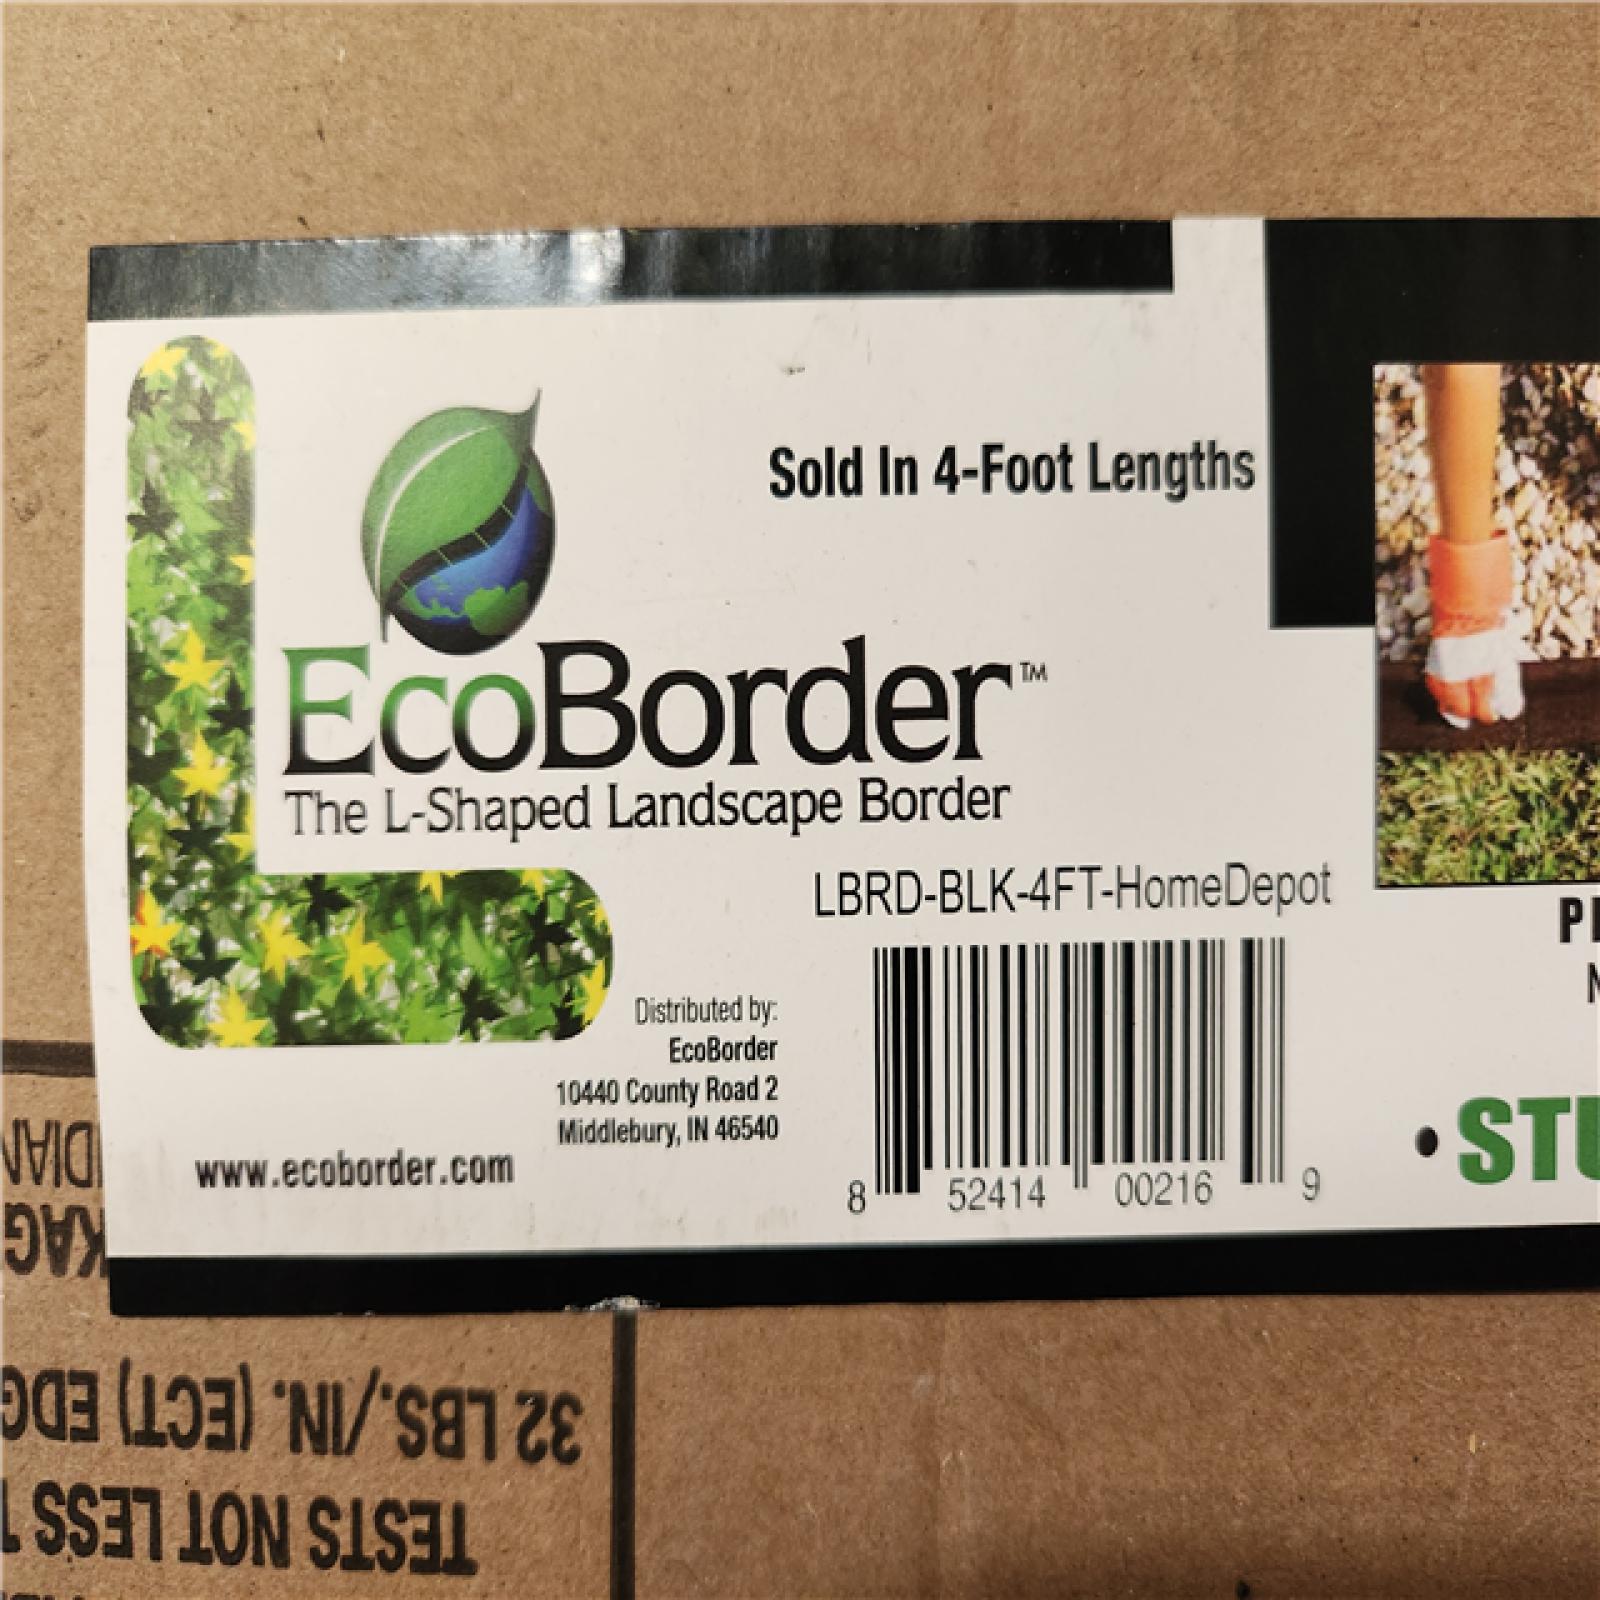 Sold In 4-Foot Lengths
EcoBorder™
The L-Shaped Landscape Border
LBRD-BLK-4FT-HomeDepot
Distributed by:
EcoBorder
10440 County Road 2
Middlebury, IN 46540
www.ecoborder.com
8 52414 00216 9
• STU
32 LBS./IN. (ECT) EDG
TESTS NOT LESS